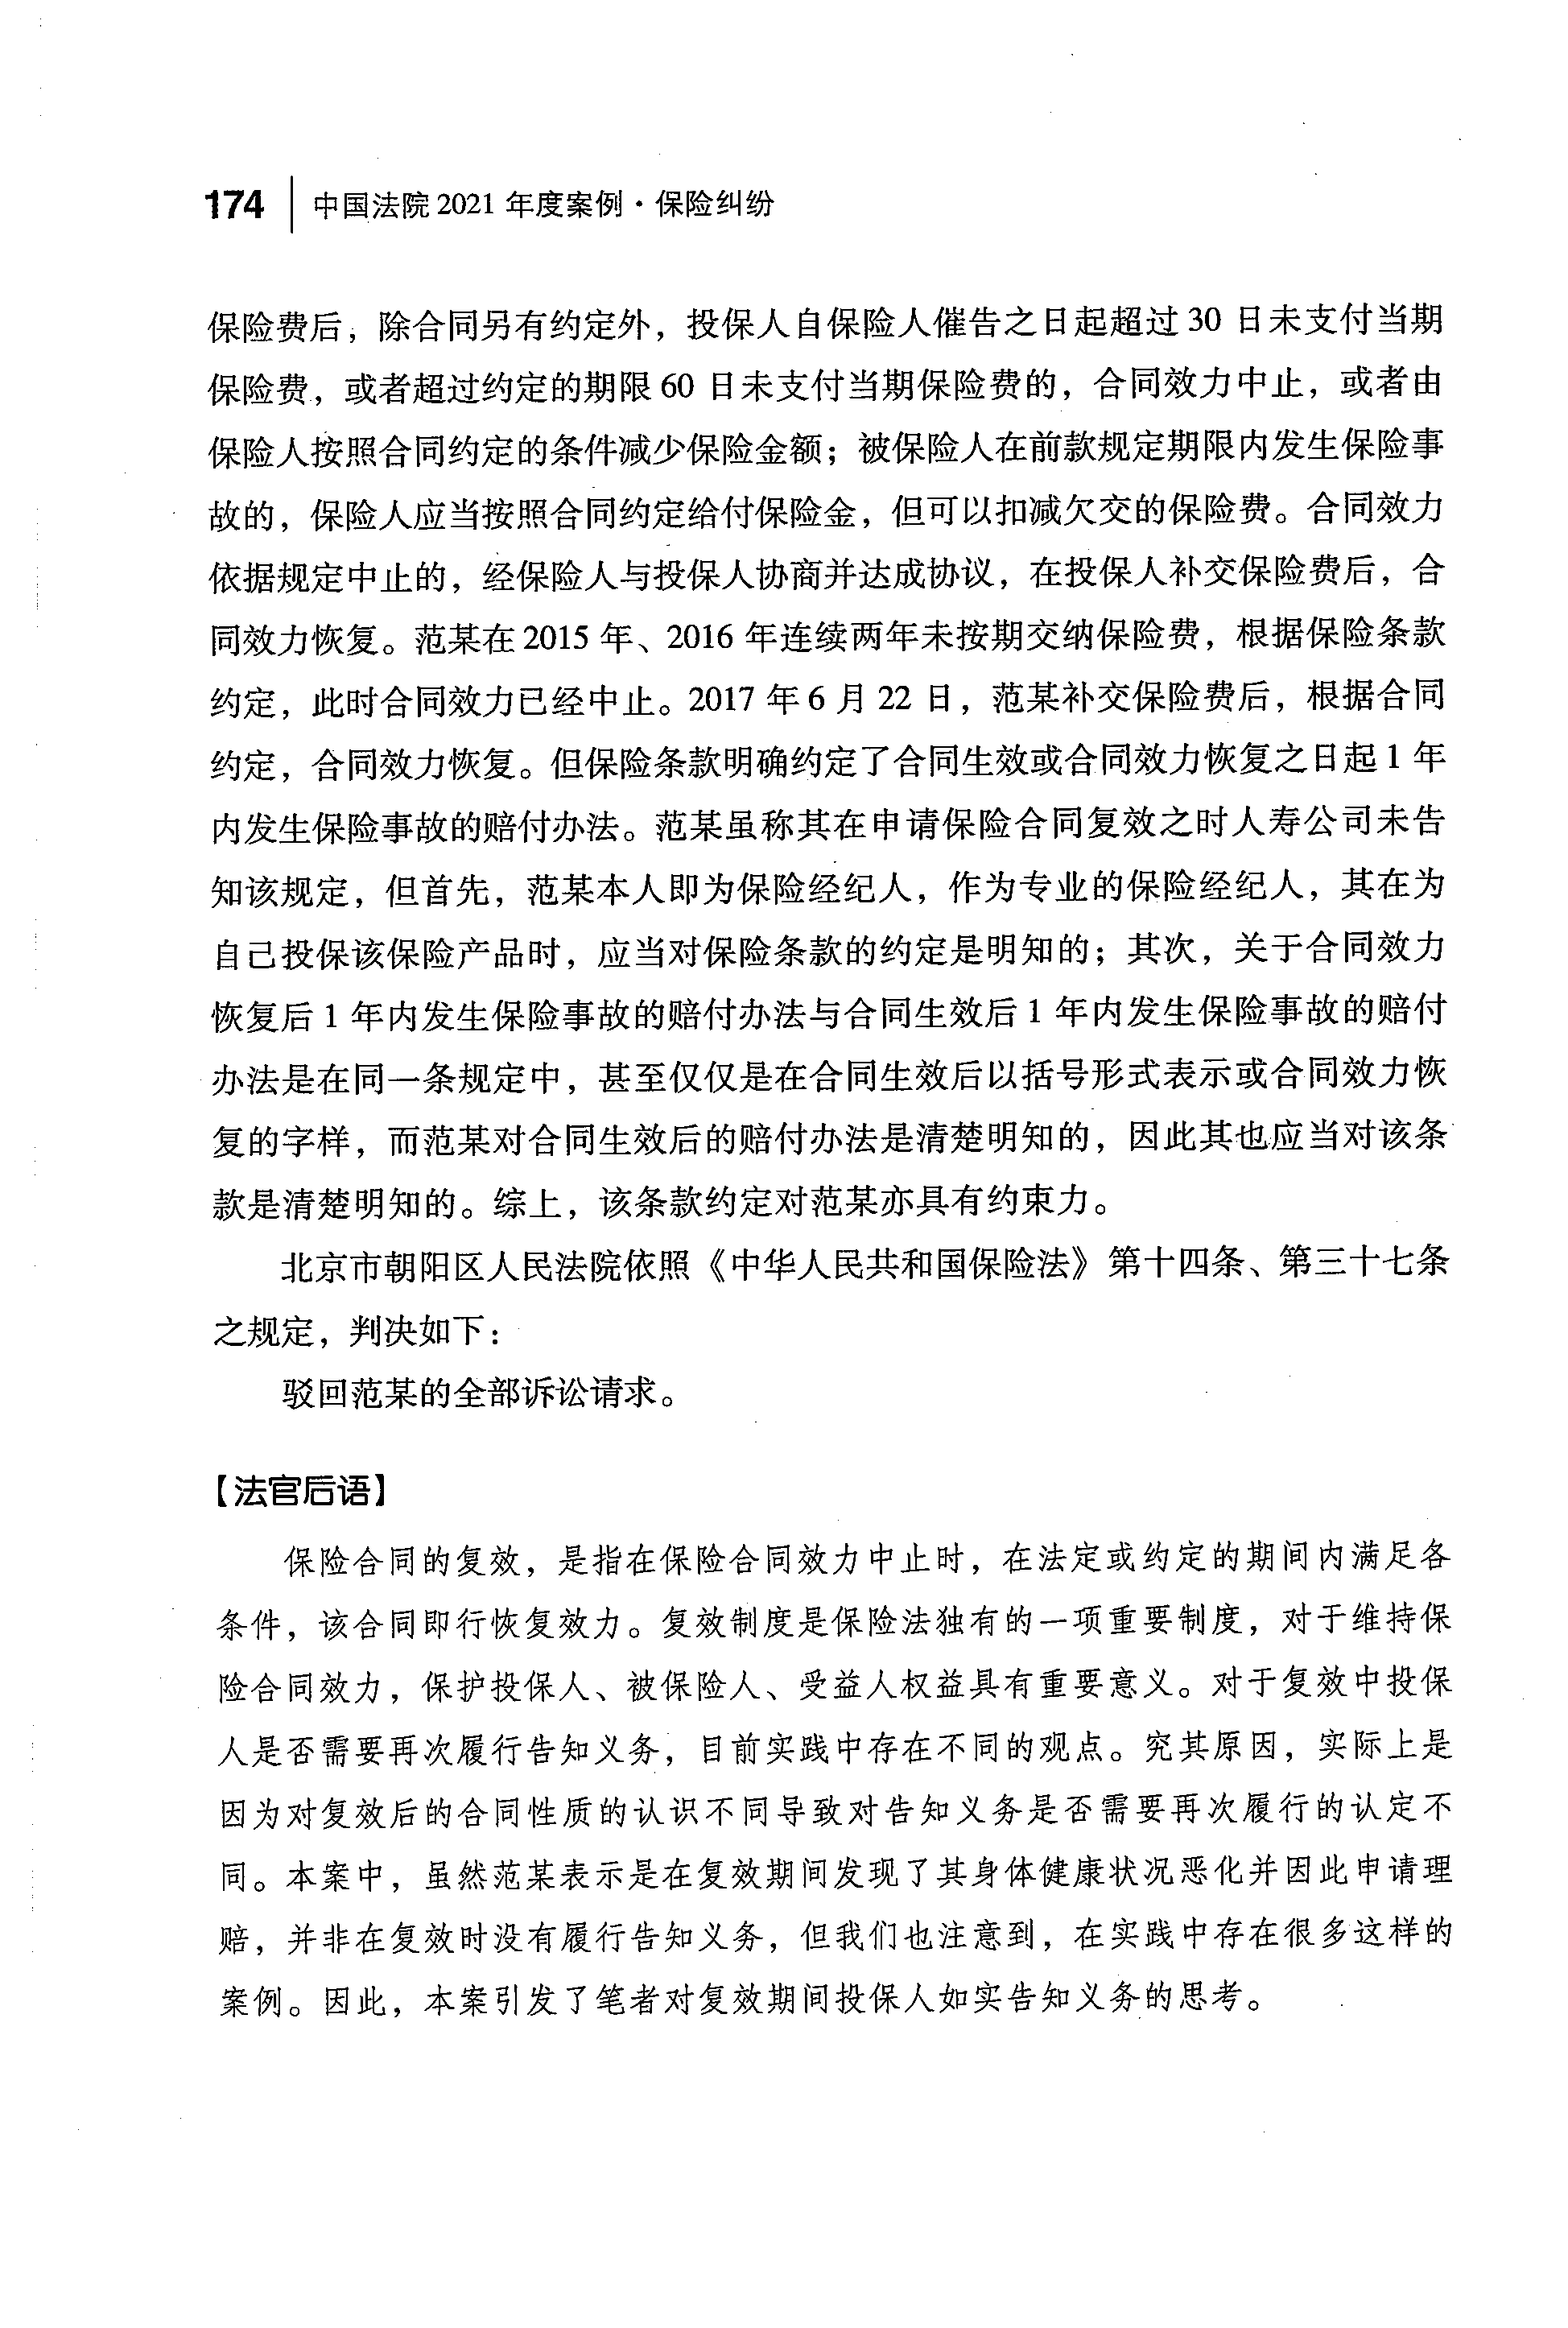 174 中国法院 2021 年度案例·保险纠纷
保险费后，除合同另有约定外，投保人自保险人催告之日起超过 30 日未支付当期
保险费，或者超过约定的期限 60 日未支付当期保险费的，合同效力中止，或者由
保险人按照合同约定的条件减少保险金额；被保险人在前款规定期限内发生保险事
故的，保险人应当按照合同约定给付保险金，但可以扣减欠交的保险费。合同效力
依据规定中止的，经保险人与投保人协商并达成协议，在投保人补交保险费后，合
同效力恢复。范某在 2015 年、2016 年连续两年未按期交纳保险费，根据保险条款
约定，此时合同效力已经中止。2017 年 6 月 22 日，范某补交保险费后，根据合同
约定，合同效力恢复。但保险条款明确约定了合同生效或合同效力恢复之日起 1 年
内发生保险事故的赔付办法。范某虽称其在申请保险合同复效之时人寿公司未告
知该规定，但首先，范某本人即为保险经纪人，作为专业的保险经纪人，其在为
自己投保该保险产品时，应当对保险条款的约定是明知的；其次，关于合同效力
恢复后 1 年内发生保险事故的赔付办法与合同生效后 1 年内发生保险事故的赔付
办法是在同一条规定中，甚至仅仅是在合同生效后以括号形式表示或合同效力恢
复的字样，而范某对合同生效后的赔付办法是清楚明知的，因此其也应当对该条
款是清楚明知的。综上，该条款约定对范某亦具有约束力。
北京市朝阳区人民法院依照《中华人民共和国保险法》第十四条、第三十七条
之规定，判决如下：
驳回范某的全部诉讼请求。
【法官后语】
保险合同的复效，是指在保险合同效力中止时，在法定或约定的期间内满足各
条件，该合同即行恢复效力。复效制度是保险法独有的一项重要制度，对于维持保
险合同效力，保护投保人、被保险人、受益人权益具有重要意义。对于复效中投保
人是否需要再次履行告知义务，目前实践中存在不同的观点。究其原因，实际上是
因为对复效后的合同性质的认识不同导致对告知义务是否需要再次履行的认定不
同。本案中，虽然范某表示是在复效期间发现了其身体健康状况恶化并因此申请理
赔，并非在复效时没有履行告知义务，但我们也注意到，在实践中存在很多这样的
案例。因此，本案引发了笔者对复效期间投保人如实告知义务的思考。